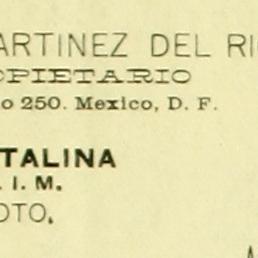 ARTINEZ DEL RI
OPIETARIO
o 250. Mexico, D. F.
TALINA
. I. M.
OTO.